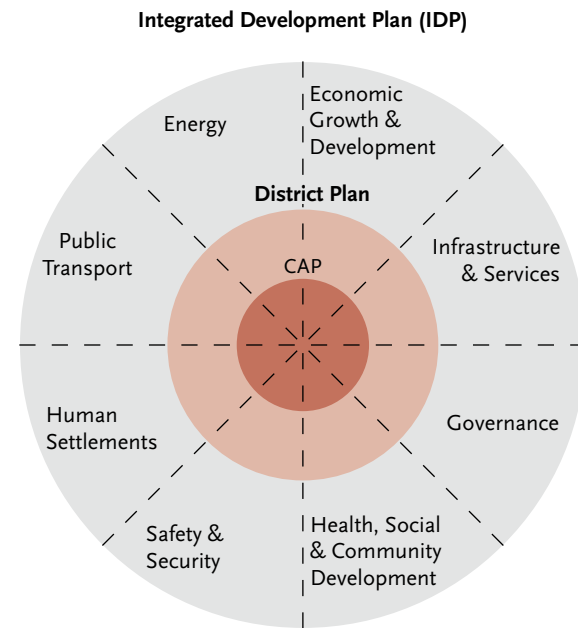 Integrated Development Plan (IDP)
Economic
Growth &
Development
Energy
District Plan
Public
Transport
Infrastructure
& Services
CAP
Human
Settlements
Governance
Safety &
Security
Health, Social
& Community
Development